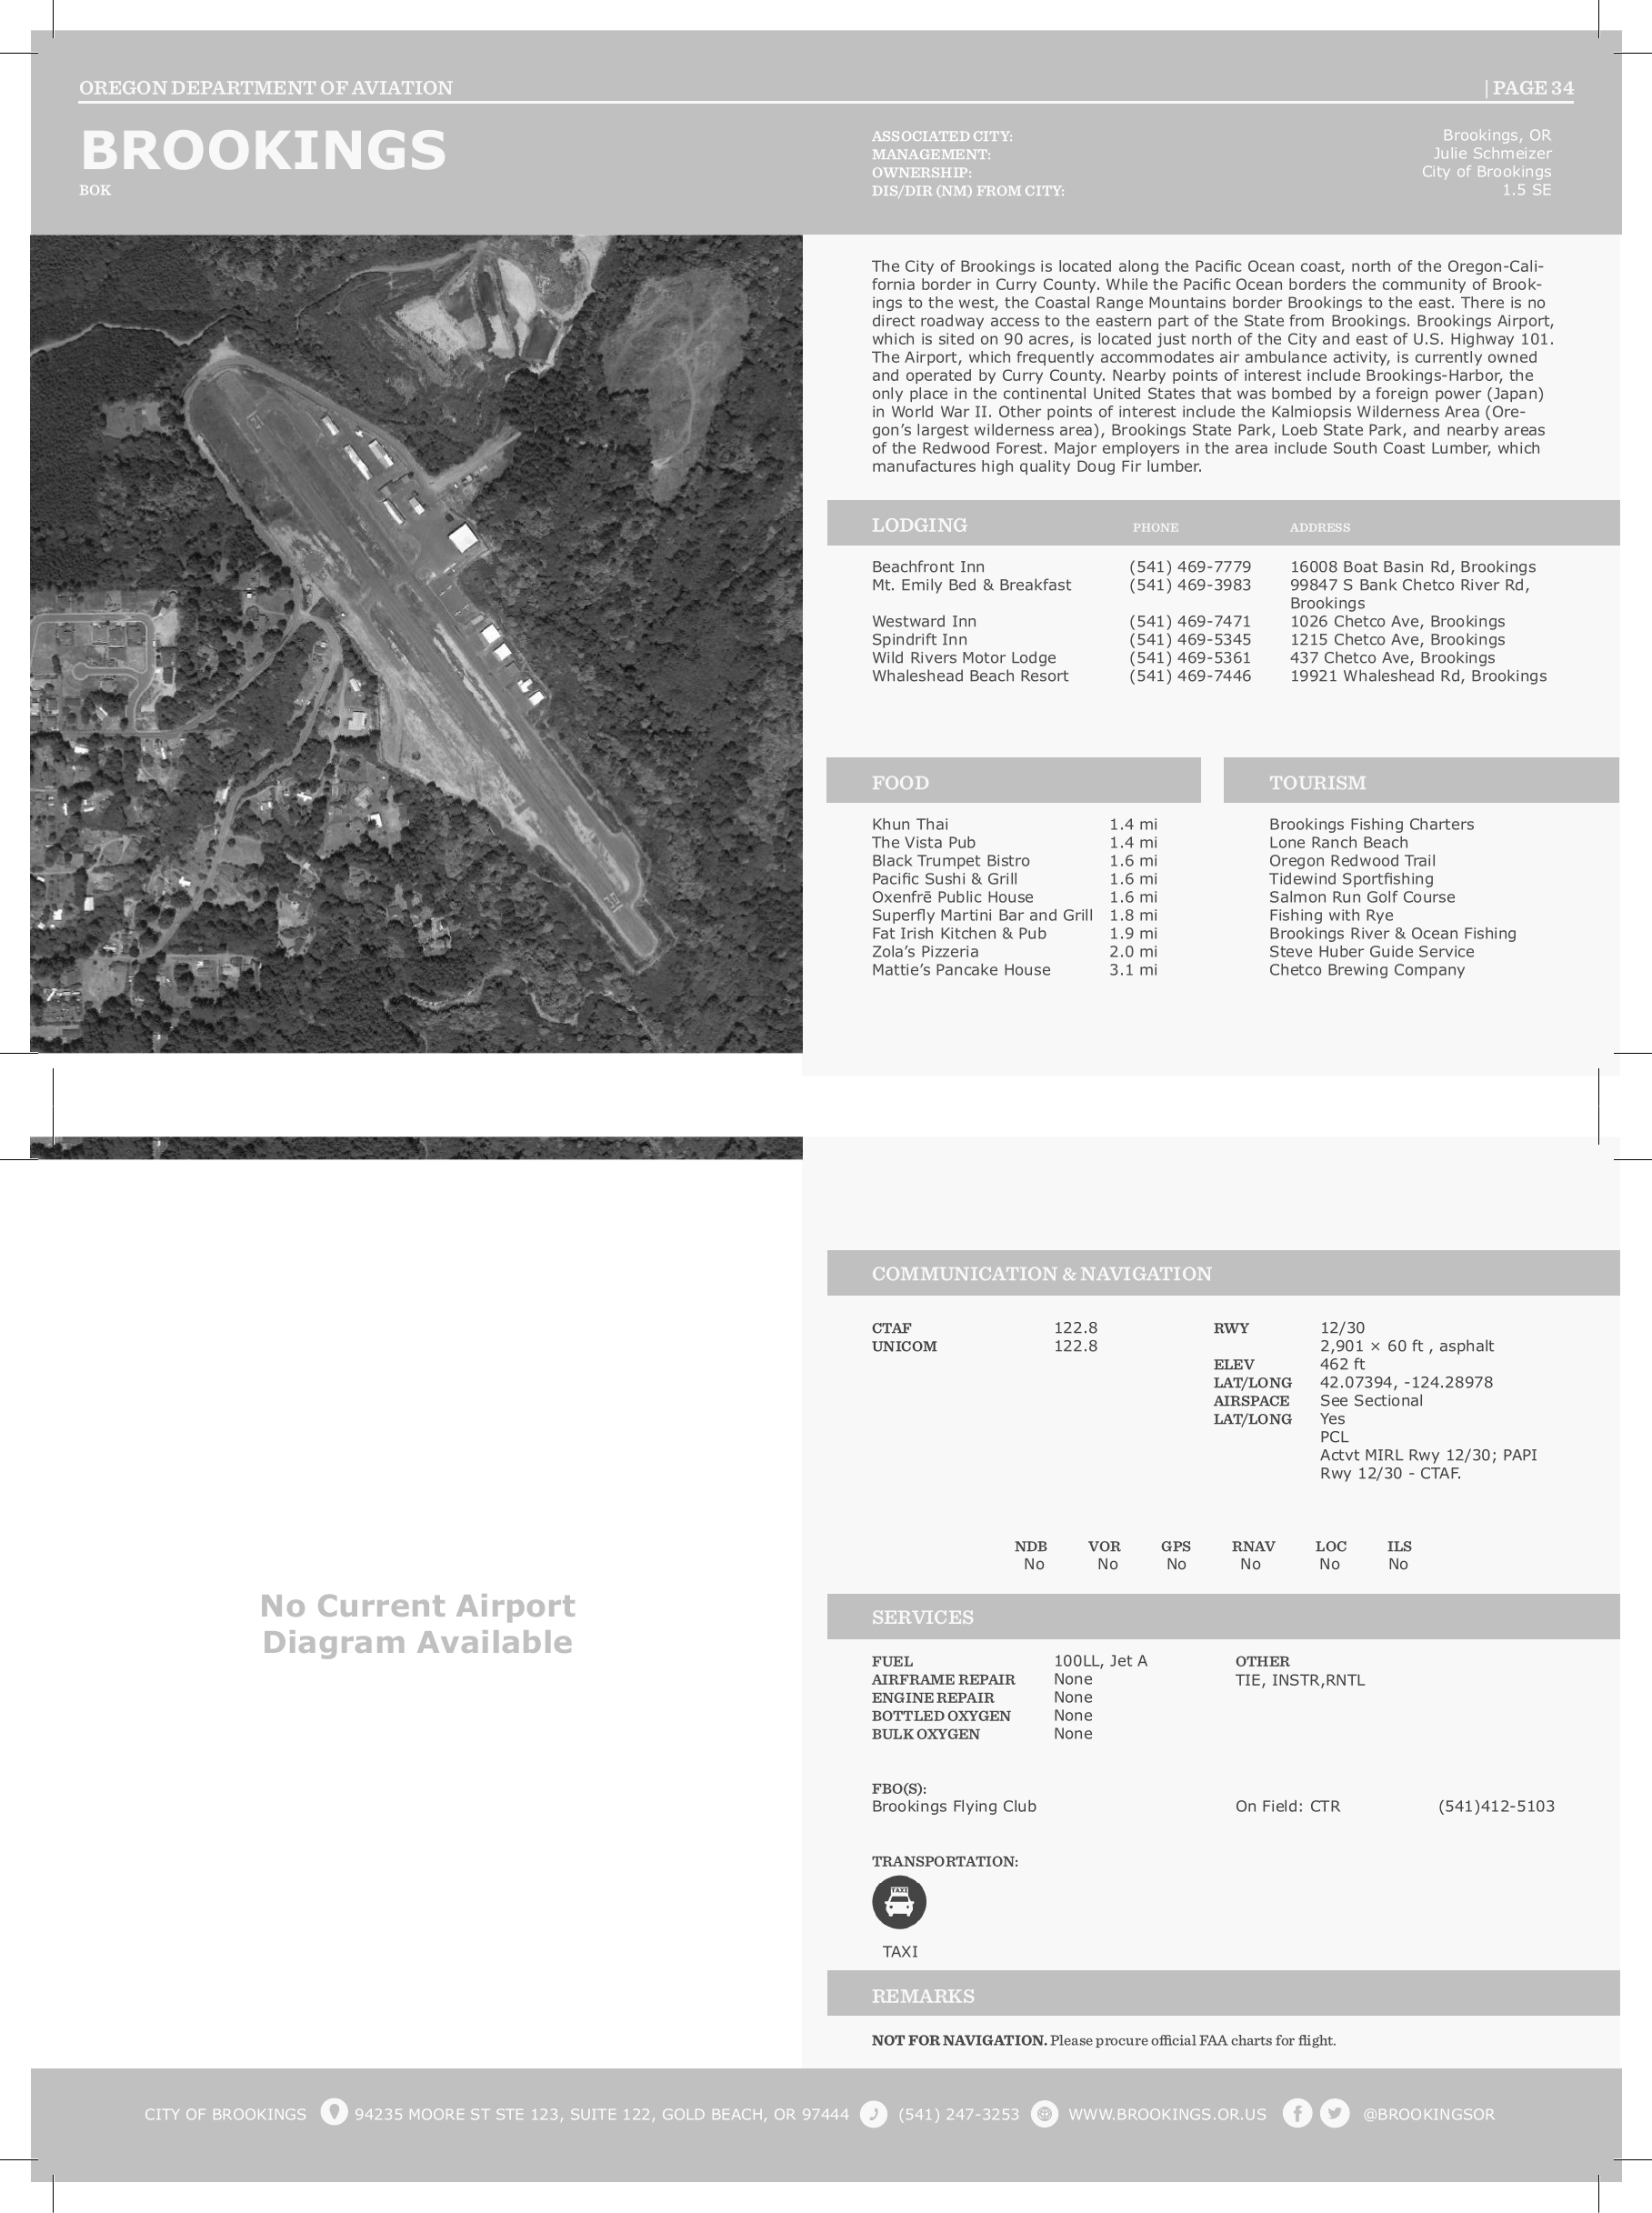 OREGON DEPARTMENT OF AVIATION
| PAGE 34
BROOKINGS
BOK
ASSOCIATED CITY: Brookings, OR
MANAGEMENT: Julie Schmeizer
OWNERSHIP: City of Brookings
DIS/DIR (NM) FROM CITY: 1.5 SE
The City of Brookings is located along the Pacific Ocean coast, north of the Oregon-Cali-
fornia border in Curry County. While the Pacific Ocean borders the community of Brook-
ings to the west, the Coastal Range Mountains border Brookings to the east. There is no
direct roadway access to the eastern part of the State from Brookings. Brookings Airport,
which is sited on 90 acres, is located just north of the City and east of U.S. Highway 101.
The Airport, which frequently accommodates air ambulance activity, is currently owned
and operated by Curry County. Nearby points of interest include Brookings-Harbor, the
only place in the continental United States that was bombed by a foreign power (Japan)
in World War II. Other points of interest include the Kalmiopsis Wilderness Area (Ore-
gon's largest wilderness area), Brookings State Park, Loeb State Park, and nearby areas
of the Redwood Forest. Major employers in the area include South Coast Lumber, which
manufactures high quality Doug Fir lumber.
LODGING PHONE ADDRESS
Beachfront Inn (541) 469-7779 16008 Boat Basin Rd, Brookings
Mt. Emily Bed & Breakfast (541) 469-3983 99847 S Bank Chetco River Rd,
Brookings
Westward Inn (541) 469-7471 1026 Chetco Ave, Brookings
Spindrift Inn (541) 469-5345 1215 Chetco Ave, Brookings
Wild Rivers Motor Lodge (541) 469-5361 437 Chetco Ave, Brookings
Whaleshead Beach Resort (541) 469-7446 19921 Whaleshead Rd, Brookings
FOOD
Khun Thai 1.4 mi
The Vista Pub 1.4 mi
Black Trumpet Bistro 1.6 mi
Pacific Sushi & Grill 1.6 mi
Oxenfrē Public House 1.6 mi
Superfly Martini Bar and Grill 1.8 mi
Fat Irish Kitchen & Pub 1.9 mi
Zola's Pizzeria 2.0 mi
Mattie's Pancake House 3.1 mi
TOURISM
Brookings Fishing Charters
Lone Ranch Beach
Oregon Redwood Trail
Tidewind Sportfishing
Salmon Run Golf Course
Fishing with Rye
Brookings River & Ocean Fishing
Steve Huber Guide Service
Chetco Brewing Company
No Current Airport
Diagram Available
COMMUNICATION & NAVIGATION
CTAF 122.8
UNICOM 122.8
RWY 12/30
2,901 × 60 ft , asphalt
ELEV 462 ft
LAT/LONG 42.07394, -124.28978
AIRSPACE See Sectional
LAT/LONG Yes
PCL
Actvt MIRL Rwy 12/30; PAPI
Rwy 12/30 - CTAF.
NDB VOR GPS RNAV LOC ILS
No No No No No No
SERVICES
FUEL 100LL, Jet A
AIRFRAME REPAIR None
ENGINE REPAIR None
BOTTLED OXYGEN None
BULK OXYGEN None
OTHER
TIE, INSTR,RNTL
FBO(S):
Brookings Flying Club On Field: CTR (541)412-5103
TRANSPORTATION:
TAXI
TAXI
REMARKS
NOT FOR NAVIGATION. Please procure official FAA charts for flight.
CITY OF BROOKINGS 94235 MOORE ST STE 123, SUITE 122, GOLD BEACH, OR 97444 (541) 247-3253 WWW.BROOKINGS.OR.US @BROOKINGSOR